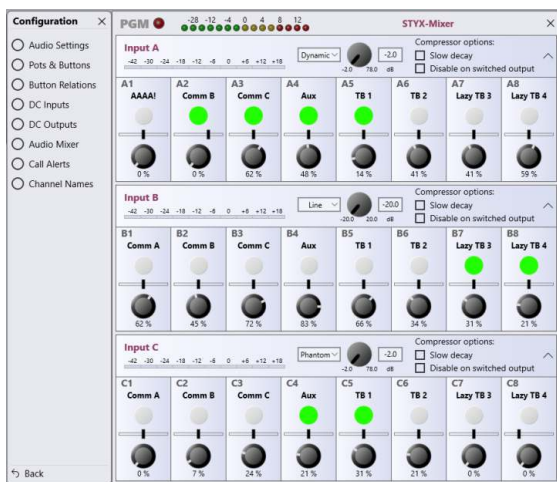 Configuration ×
Audio Settings
Pots & Buttons
Button Relations
DC Inputs
DC Outputs
Audio Mixer
Call Alerts
Channel Names
Back
PGM -28 -12 -4 0 4 8 12 STYX-Mixer ×
Input A
-42 -30 -24 -18 -12 -6 0 +6 +12 +18
Dynamic
-2.0 78.0 dB
-2.0
Compressor options:
Slow decay
Disable on switched output
A1 A2 A3 A4 A5 A6 A7 A8
AAAA! Comm B Comm C Aux TB 1 TB 2 Lazy TB 3 Lazy TB 4
0 % 0 % 62 % 48 % 14 % 41 % 41 % 59 %
Input B
-42 -30 -24 -18 -12 -6 0 +6 +12 +18
Line
-20.0 20.0 dB
-20.0
Compressor options:
Slow decay
Disable on switched output
B1 B2 B3 B4 B5 B6 B7 B8
Comm A Comm B Comm C Aux TB 1 TB 2 Lazy TB 3 Lazy TB 4
62 % 45 % 72 % 83 % 66 % 34 % 31 % 21 %
Input C
-42 -30 -24 -18 -12 -6 0 +6 +12 +18
Phantom
-2.0 78.0 dB
-2.0
Compressor options:
Slow decay
Disable on switched output
C1 C2 C3 C4 C5 C6 C7 C8
Comm A Comm B Comm C Aux TB 1 TB 2 Lazy TB 3 Lazy TB 4
0 % 7 % 24 % 21 % 31 % 21 % 0 % 0 %